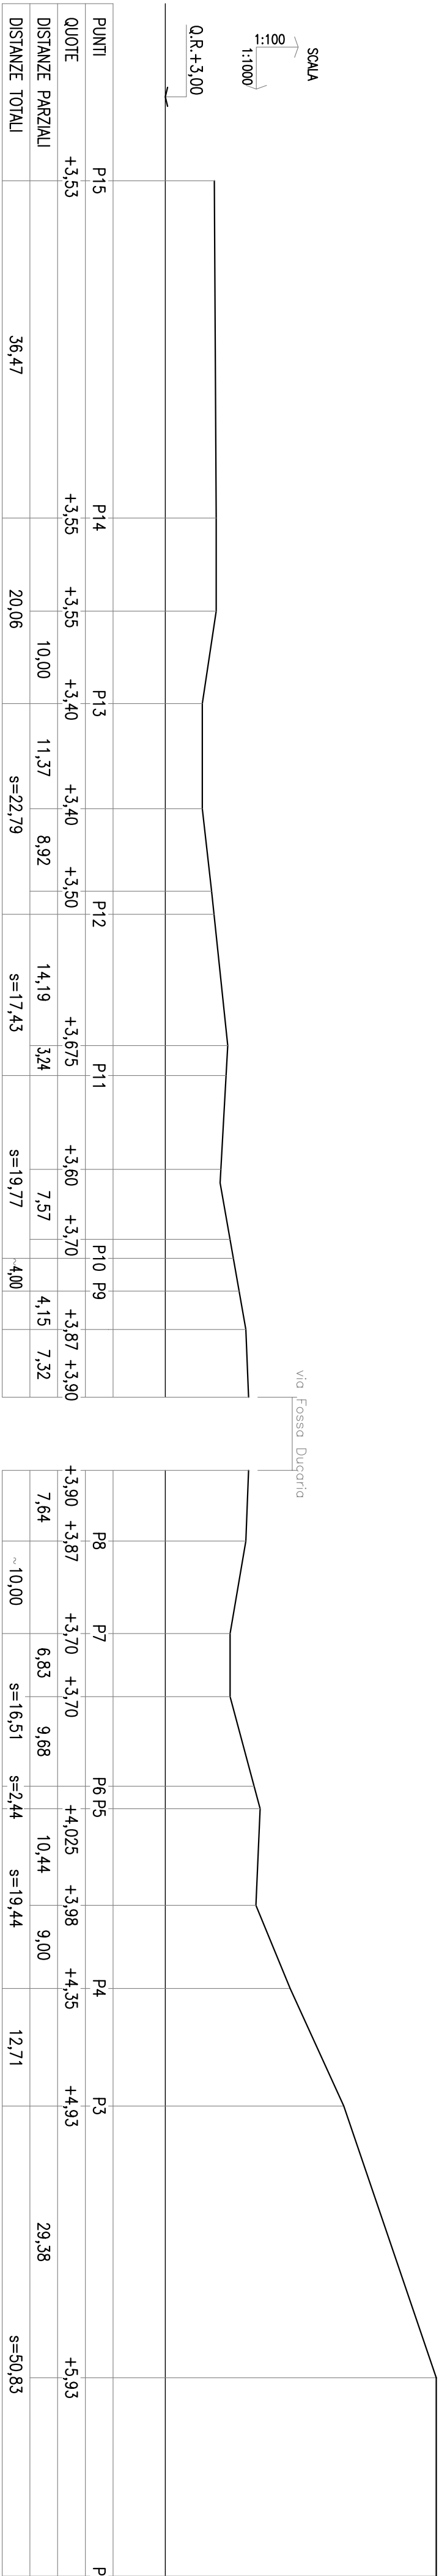 SCALA
1:100
1:1000
Q.R.+3,00
via Fossa Ducaria
PUNTI P15 P14 P13 P12 P11 P10 P9 P8 P7 P6 P5 P4 P3 P
QUOTE +3,53 +3,55 +3,55 +3,40 +3,40 +3,50 +3,675 +3,60 +3,70 +3,87 +3,90 +3,90 +3,87 +3,70 +3,70 +4,025 +3,98 +4,35 +4,93 +5,93
DISTANZE PARZIALI 10,00 11,37 8,92 14,19 3,24 7,57 4,15 7,32 7,64 6,83 9,68 10,44 9,00 29,38
DISTANZE TOTALI 36,47 20,06 s=22,79 s=17,43 s=19,77 ~4,00 ~10,00 s=16,51 s=2,44 s=19,44 12,71 s=50,83